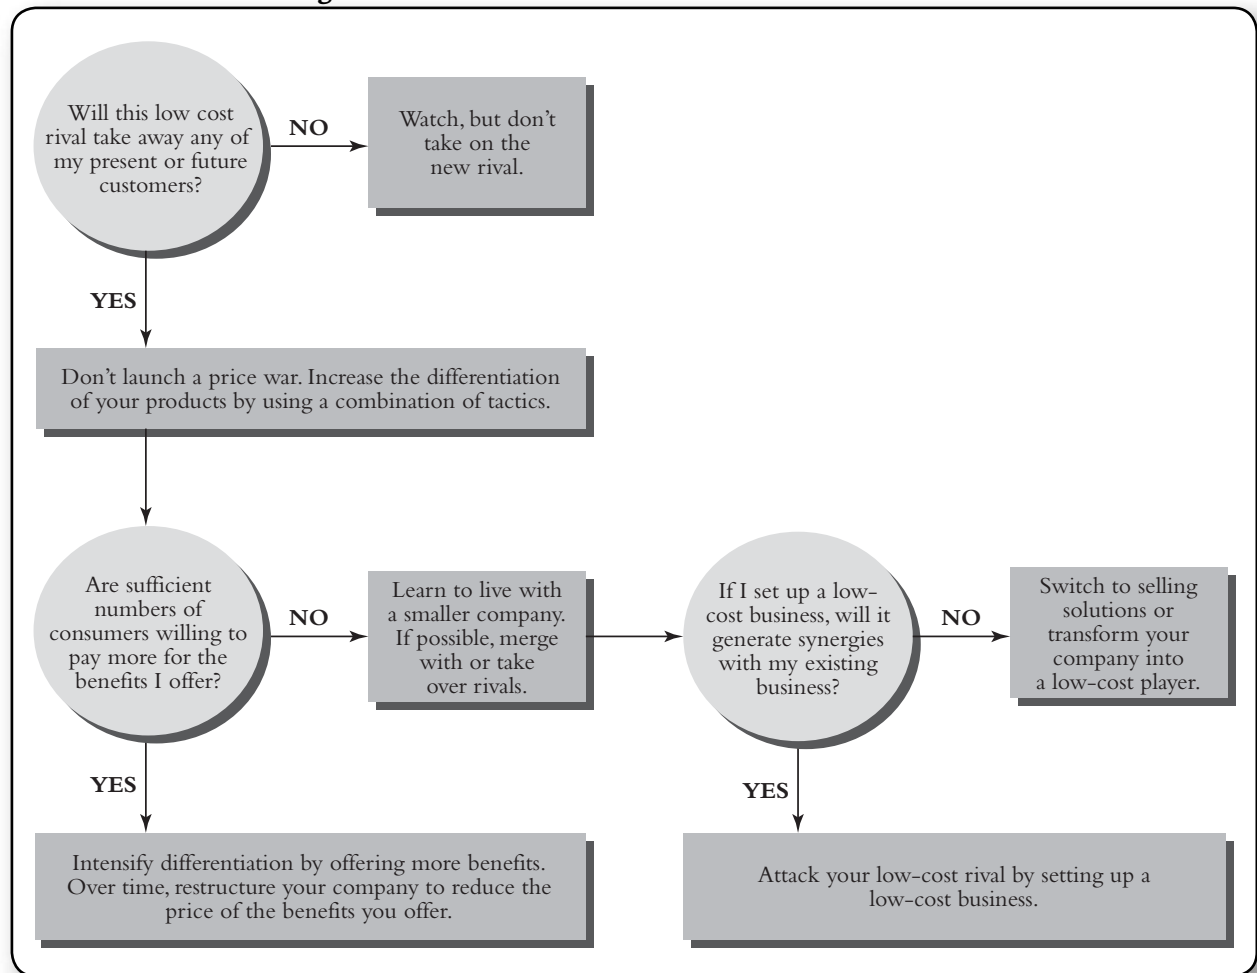 Will this low cost
rival take away any of
my present or future
customers?
NO
Watch, but don't
take on the
new rival.
YES
Don't launch a price war. Increase the differentiation
of your products by using a combination of tactics.
Are sufficient
numbers of
consumers willing to
pay more for the
benefits I offer?
NO
Learn to live with
a smaller company.
If possible, merge
with or take
over rivals.
If I set up a low-
cost business, will it
generate synergies
with my existing
business?
NO
Switch to selling
solutions or
transform your
company into
a low-cost player.
YES
Intensify differentiation by offering more benefits.
Over time, restructure your company to reduce the
price of the benefits you offer.
YES
Attack your low-cost rival by setting up a
low-cost business.